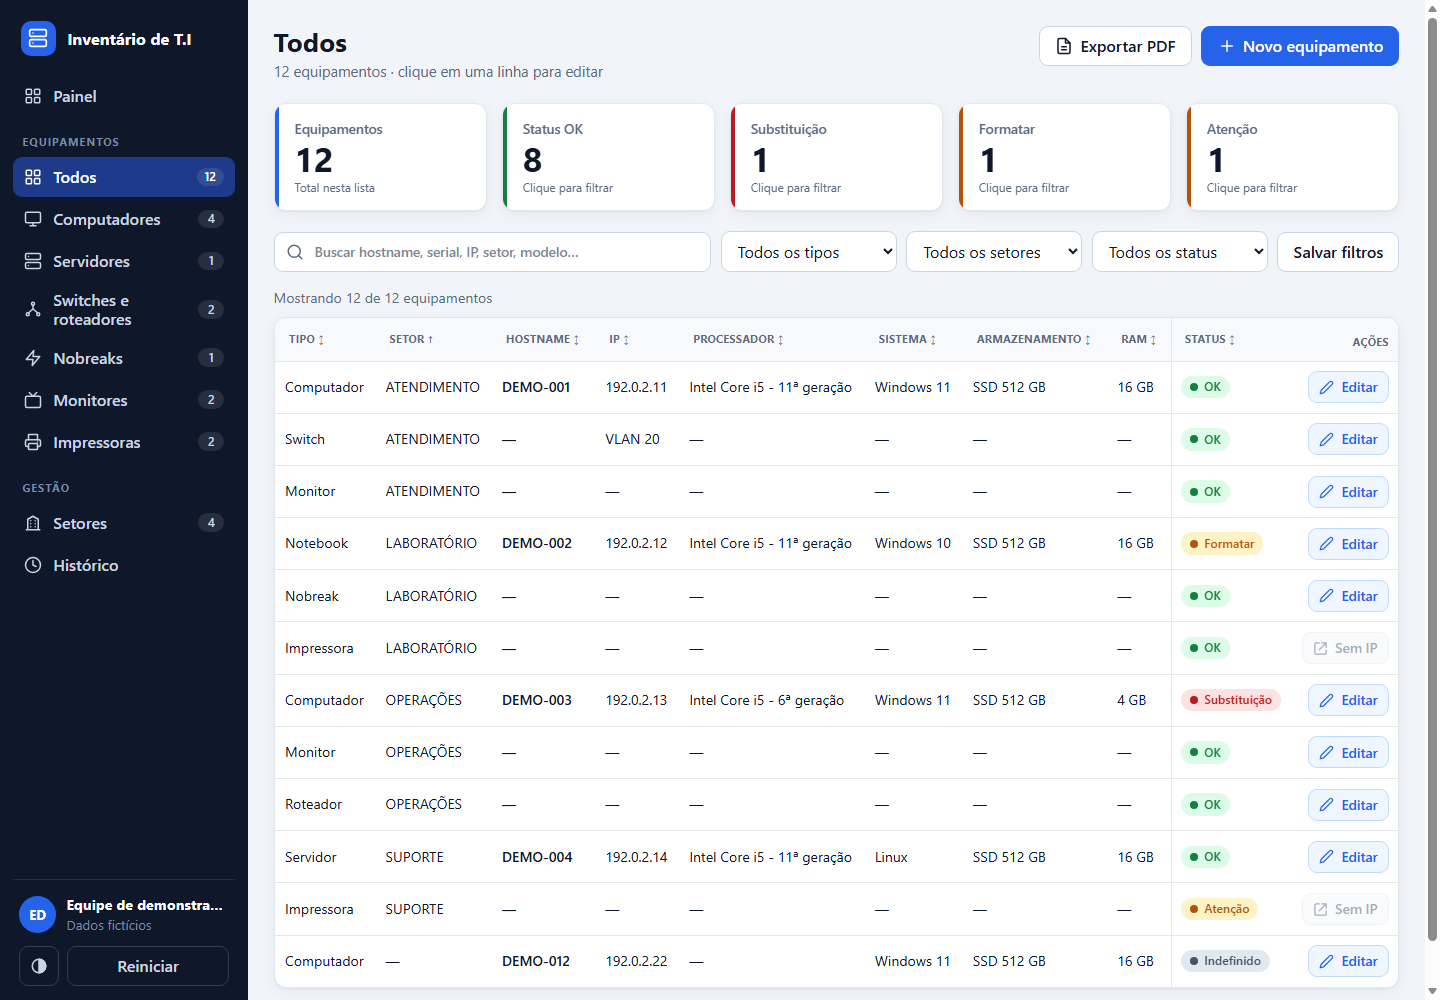 Inventário de T.I
Painel
EQUIPAMENTOS
Todos 12
Computadores 4
Servidores 1
Switches e
roteadores 2
Nobreaks 1
Monitores 2
Impressoras 2
GESTÃO
Setores 4
Histórico
ED Equipe de demonstra...
Dados fictícios
Reiniciar
Todos
12 equipamentos · clique em uma linha para editar
Exportar PDF
+ Novo equipamento
Equipamentos
12
Total nesta lista
Status OK
8
Clique para filtrar
Substituição
1
Clique para filtrar
Formatar
1
Clique para filtrar
Atenção
1
Clique para filtrar
Buscar hostname, serial, IP, setor, modelo...
Todos os tipos
Todos os setores
Todos os status
Salvar filtros
Mostrando 12 de 12 equipamentos
TIPO ↕ SETOR ↑ HOSTNAME ↕ IP ↕ PROCESSADOR ↕ SISTEMA ↕ ARMAZENAMENTO ↕ RAM ↕ STATUS ↕ AÇÕES
Computador ATENDIMENTO DEMO-001 192.0.2.11 Intel Core i5 - 11ª geração Windows 11 SSD 512 GB 16 GB OK Editar
Switch ATENDIMENTO — VLAN 20 — — — — OK Editar
Monitor ATENDIMENTO — — — — — — OK Editar
Notebook LABORATÓRIO DEMO-002 192.0.2.12 Intel Core i5 - 11ª geração Windows 10 SSD 512 GB 16 GB Formatar Editar
Nobreak LABORATÓRIO — — — — — — OK Editar
Impressora LABORATÓRIO — — — — — — OK Sem IP
Computador OPERAÇÕES DEMO-003 192.0.2.13 Intel Core i5 - 6ª geração Windows 11 SSD 512 GB 4 GB Substituição Editar
Monitor OPERAÇÕES — — — — — — OK Editar
Roteador OPERAÇÕES — — — — — — OK Editar
Servidor SUPORTE DEMO-004 192.0.2.14 Intel Core i5 - 11ª geração Linux SSD 512 GB 16 GB OK Editar
Impressora SUPORTE — — — — — — Atenção Sem IP
Computador — DEMO-012 192.0.2.22 — Windows 11 SSD 512 GB 16 GB Indefinido Editar